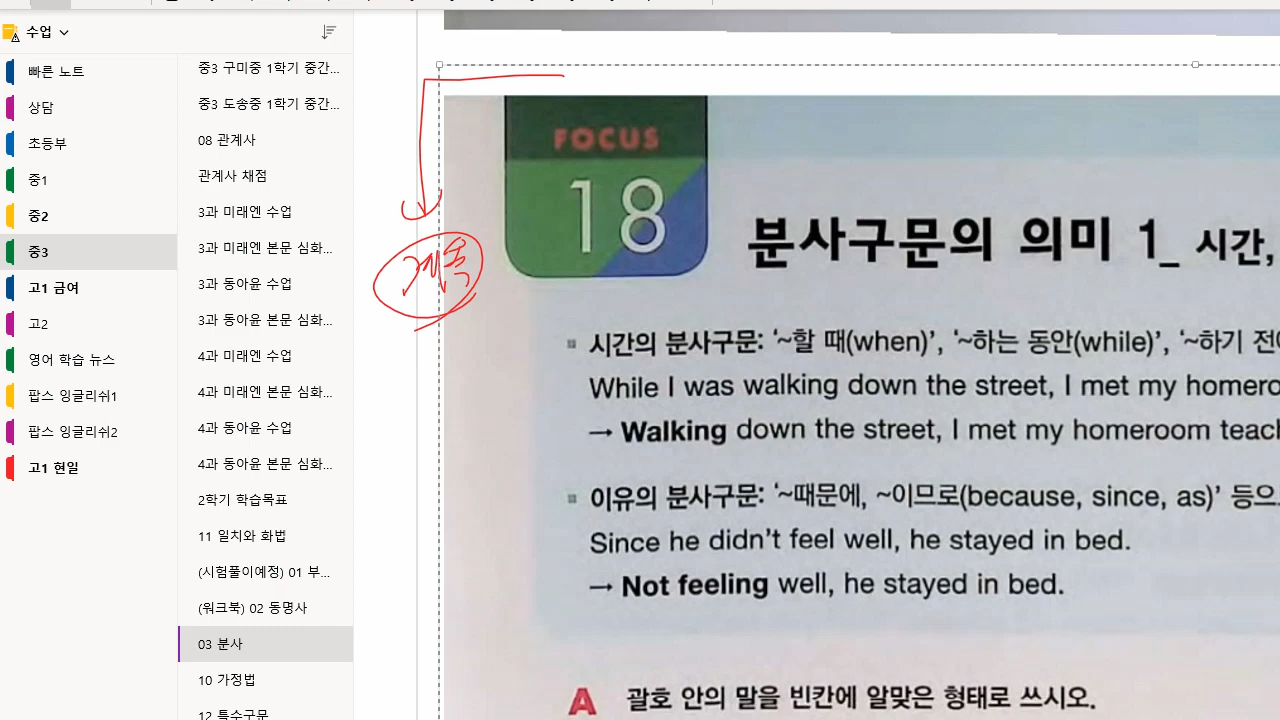 수업
빠른 노트
상담
초등부
중1
중2
중3
고1 금여
고2
영어 학습 뉴스
팝스 잉글리쉬1
팝스 잉글리쉬2
고1 현일
중3 구미중 1학기 중간...
중3 도송중 1학기 중간...
08 관계사
관계사 채점
3과 미래엔 수업
3과 미래엔 본문 심화...
3과 동아윤 수업
3과 동아윤 본문 심화...
4과 미래엔 수업
4과 미래엔 본문 심화...
4과 동아윤 수업
4과 동아윤 본문 심화...
2학기 학습목표
11 일치와 화법
(시험풀이예정) 01 부...
(워크북) 02 동명사
03 분사
10 가정법
특수구문
계속
FOCUS
18
분사구문의 의미 1_ 시간,
시간의 분사구문: ‘~할 때(when)’, ‘~하는 동안(while)’, ‘~하기 전
While I was walking down the street, I met my homero
→ Walking down the street, I met my homeroom teac
이유의 분사구문: ‘~때문에, ~이므로(because, since, as)’ 등으
Since he didn’t feel well, he stayed in bed.
→ Not feeling well, he stayed in bed.
A 괄호 안의 말을 빈칸에 알맞은 형태로 쓰시오.